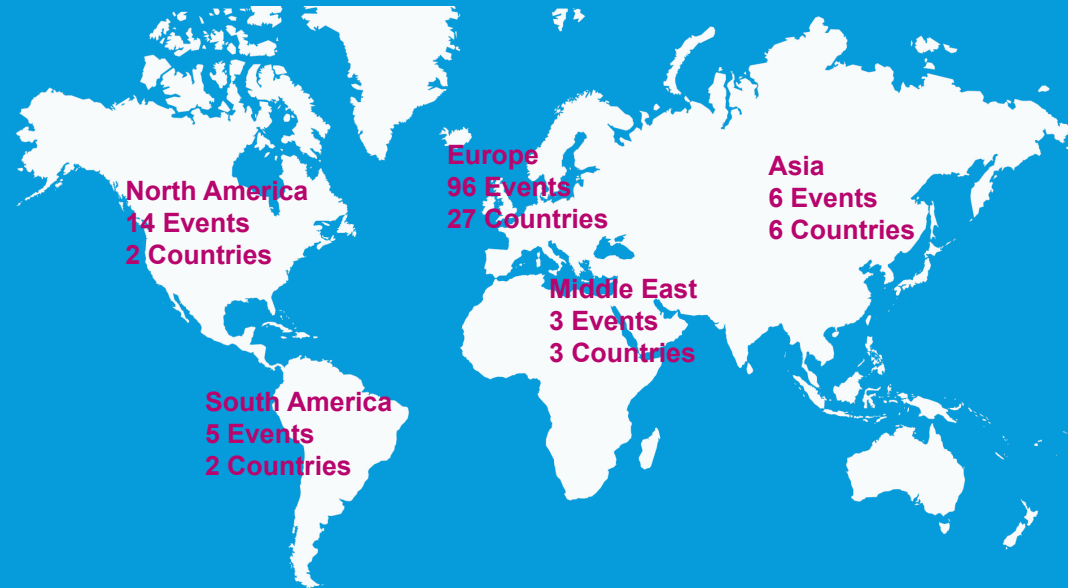 Europe
96 Events
27 Countries
Asia
6 Events
6 Countries
North America
14 Events
2 Countries
Middle East
3 Events
3 Countries
South America
5 Events
2 Countries